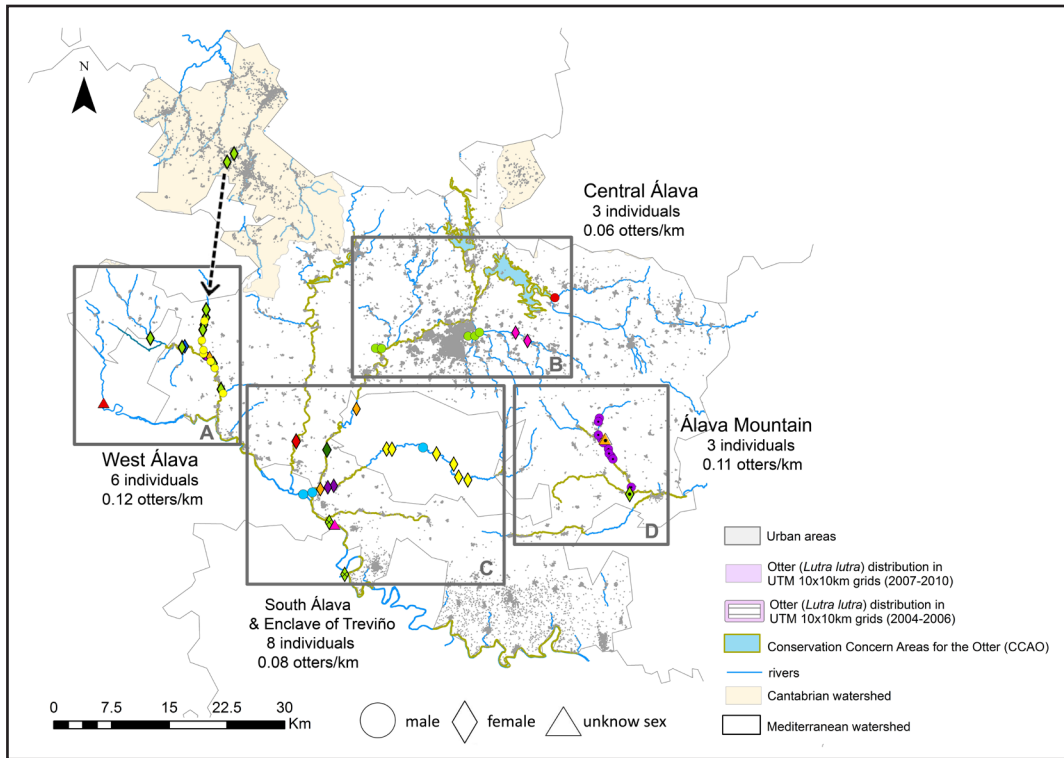 N
Central Álava
3 individuals
0.06 otters/km
B
A
West Álava
6 individuals
0.12 otters/km
Álava Mountain
3 individuals
0.11 otters/km
D
C
South Álava
& Enclave of Treviño
8 individuals
0.08 otters/km
Urban areas
Otter (Lutra lutra) distribution in
UTM 10x10km grids (2007-2010)
Otter (Lutra lutra) distribution in
UTM 10x10km grids (2004-2006)
Conservation Concern Areas for the Otter (CCAO)
rivers
Cantabrian watershed
Mediterranean watershed
0 3.75 7.5 15 22.5 30
Km
male female unknow sex